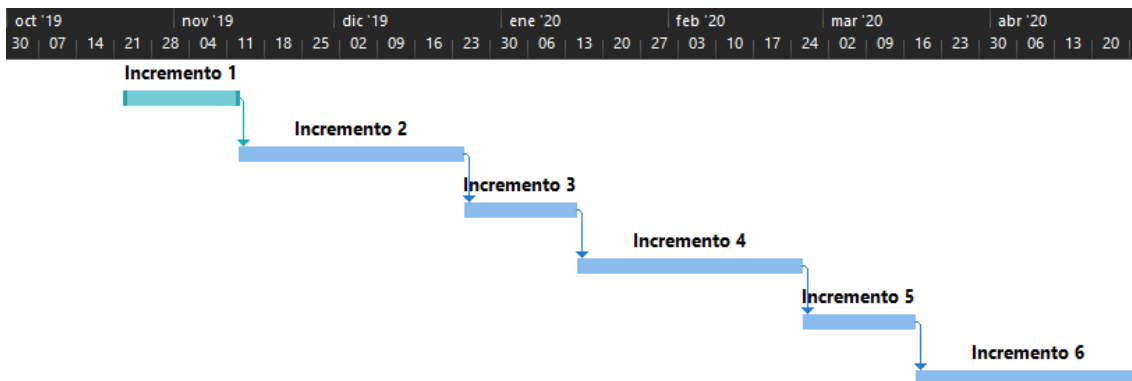 oct '19 nov '19 dic '19 ene '20 feb '20 mar '20 abr '20
30 07 14 21 28 04 11 18 25 02 09 16 23 30 06 13 20 27 03 10 17 24 02 09 16 23 30 06 13 20
Incremento 1
Incremento 2
Incremento 3
Incremento 4
Incremento 5
Incremento 6